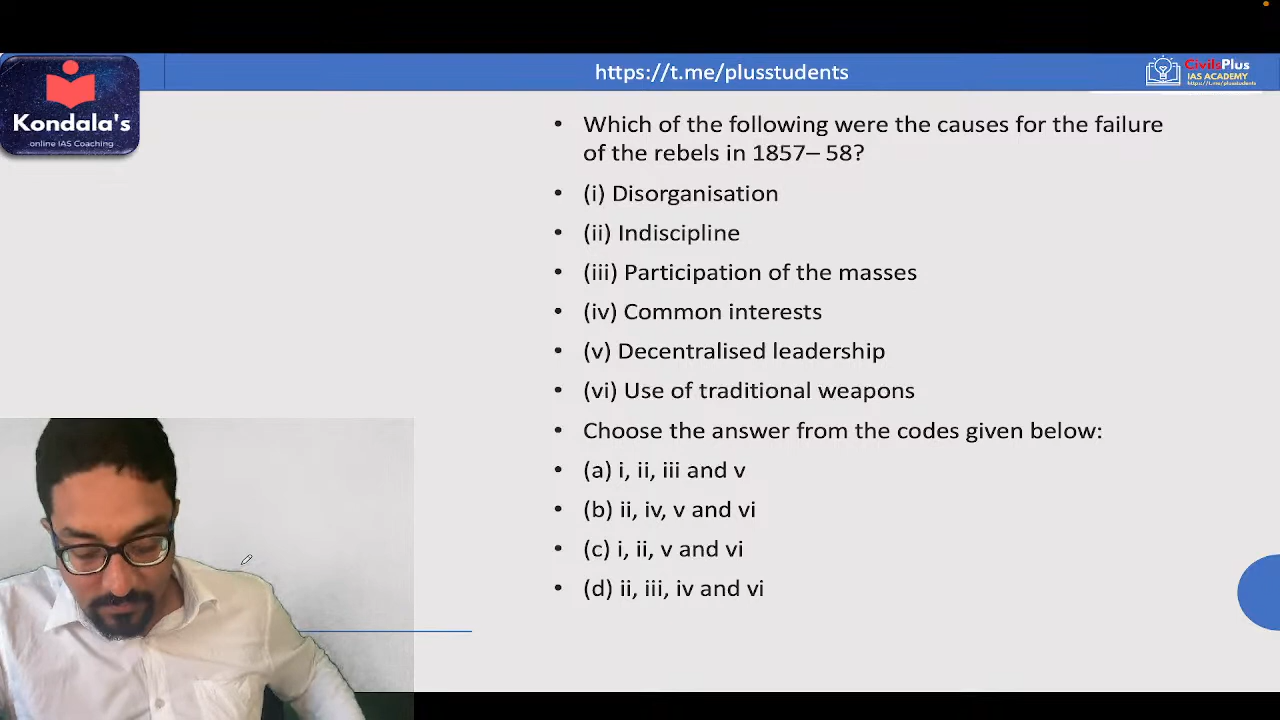 https://t.me/plusstudents
Kondala's
online IAS Coaching
CivilsPlus
IAS ACADEMY
https://t.me/plusstudents
• Which of the following were the causes for the failure
of the rebels in 1857– 58?
• (i) Disorganisation
• (ii) Indiscipline
• (iii) Participation of the masses
• (iv) Common interests
• (v) Decentralised leadership
• (vi) Use of traditional weapons
• Choose the answer from the codes given below:
• (a) i, ii, iii and v
• (b) ii, iv, v and vi
• (c) i, ii, v and vi
• (d) ii, iii, iv and vi